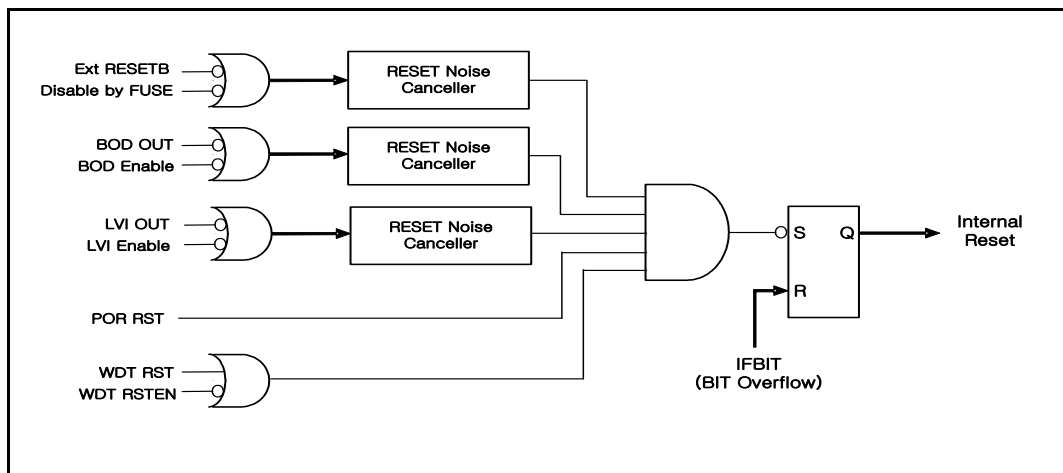 Ext RESETB
Disable by FUSE
RESET Noise
Canceller
BOD OUT
BOD Enable
RESET Noise
Canceller
LVI OUT
LVI Enable
RESET Noise
Canceller
POR RST
WDT RST
WDT RSTEN
S
Q
R
Internal
Reset
IFBIT
(BIT Overflow)